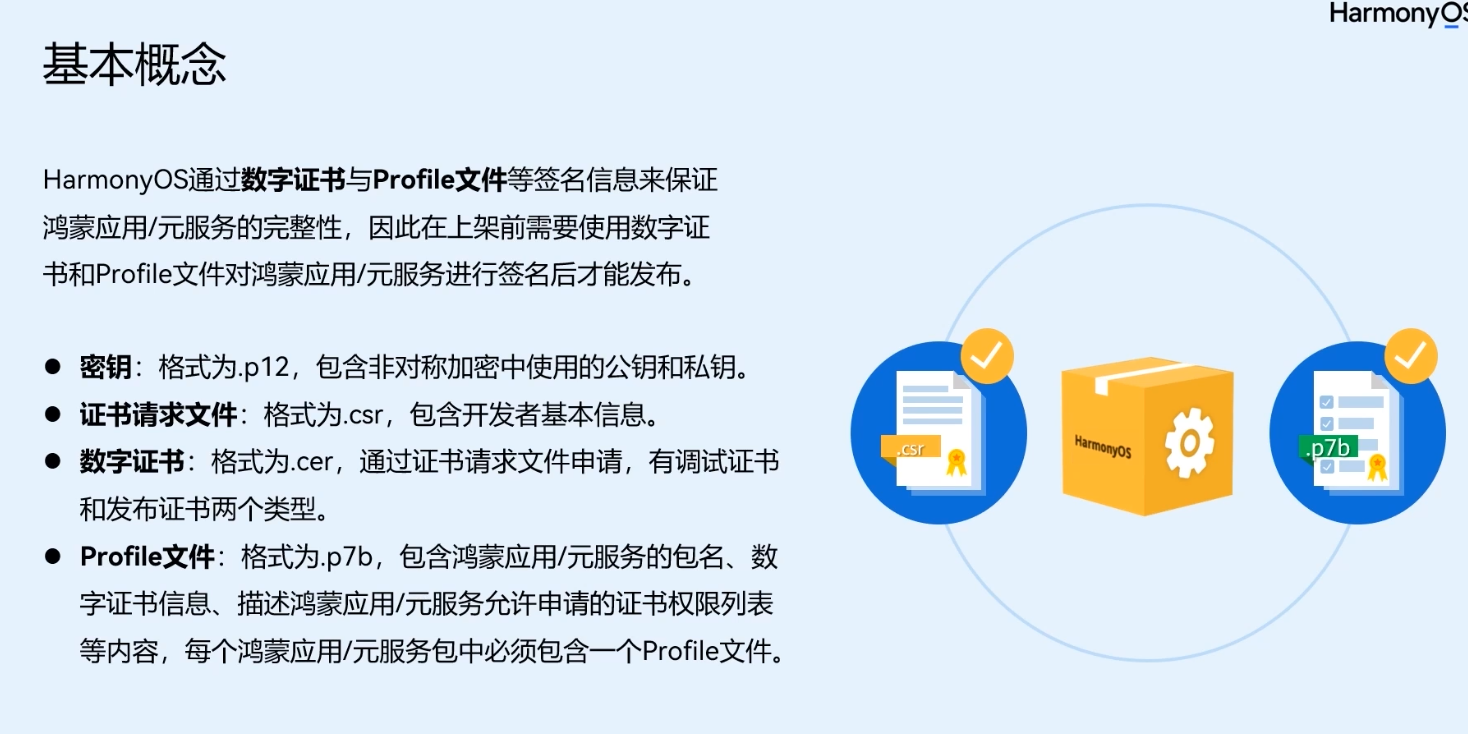 HarmonyOS
基本概念
HarmonyOS通过数字证书与Profile文件等签名信息来保证
鸿蒙应用/元服务的完整性，因此在上架前需要使用数字证
书和Profile文件对鸿蒙应用/元服务进行签名后才能发布。
● 密钥：格式为.p12，包含非对称加密中使用的公钥和私钥。
● 证书请求文件：格式为.csr，包含开发者基本信息。
● 数字证书：格式为.cer，通过证书请求文件申请，有调试证书
和发布证书两个类型。
● Profile文件：格式为.p7b，包含鸿蒙应用/元服务的包名、数
字证书信息、描述鸿蒙应用/元服务允许申请的证书权限列表
等内容，每个鸿蒙应用/元服务包中必须包含一个Profile文件。
.csr
HarmonyOS
.p7b